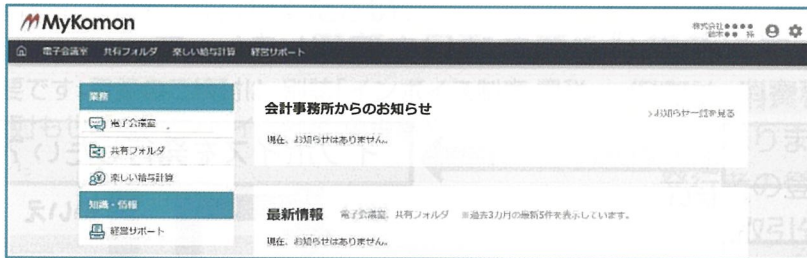 MyKomon
株式会社●●●●
鈴木●● 様
電子会議室 共有フォルダ 楽しい給与計算 経営サポート
業務
電子会議室
共有フォルダ
楽しい給与計算
知識・情報
経営サポート
会計事務所からのお知らせ
>お知らせ一覧を見る
現在、お知らせはありません。
最新情報 電子会議室、共有フォルダ ※過去3カ月の最新5件を表示しています。
現在、お知らせはありません。